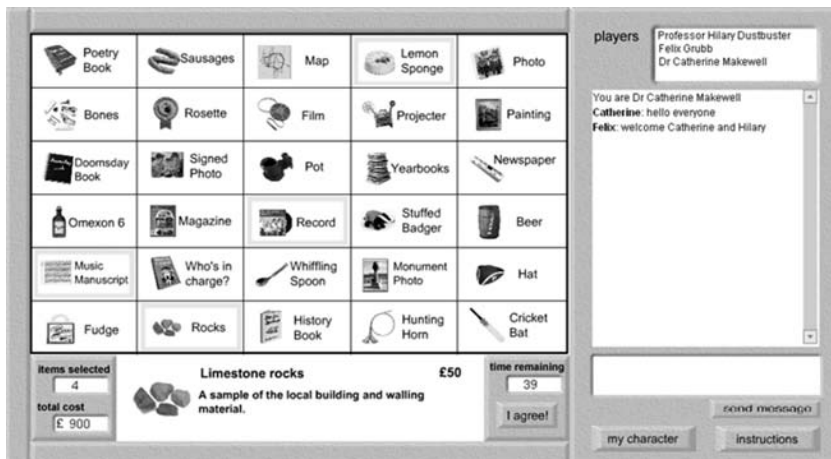 Poetry
Book
Sausages
Map
Lemon
Sponge
Photo
Bones
Rosette
Film
Projecter
Painting
Doomsday
Book
Signed
Photo
Pot
Yearbooks
Newspaper
Omexon 6
Magazine
Record
Stuffed
Badger
Beer
Music
Manuscript
Who's in
charge?
Whiffling
Spoon
Monument
Photo
Hat
Fudge
Rocks
History
Book
Hunting
Horn
Cricket
Bat
items selected
4
total cost
£ 900
Limestone rocks £50
A sample of the local building and walling
material.
time remaining
39
I agree!
players
Professor Hilary Dustbuster
Felix Grubb
Dr Catherine Makewell
You are Dr Catherine Makewell
Catherine: hello everyone
Felix: welcome Catherine and Hilary
send message
my character
instructions